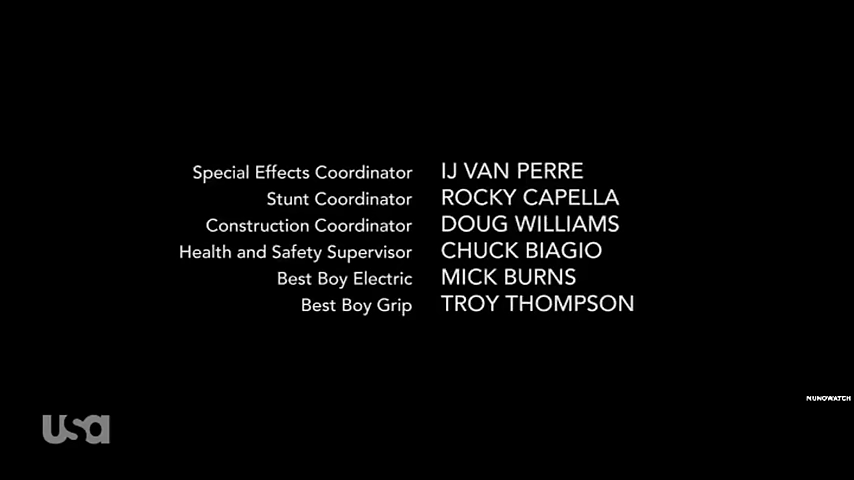 Special Effects Coordinator IJ VAN PERRE
Stunt Coordinator ROCKY CAPELLA
Construction Coordinator DOUG WILLIAMS
Health and Safety Supervisor CHUCK BIAGIO
Best Boy Electric MICK BURNS
Best Boy Grip TROY THOMPSON
NUNOWATCH
usa